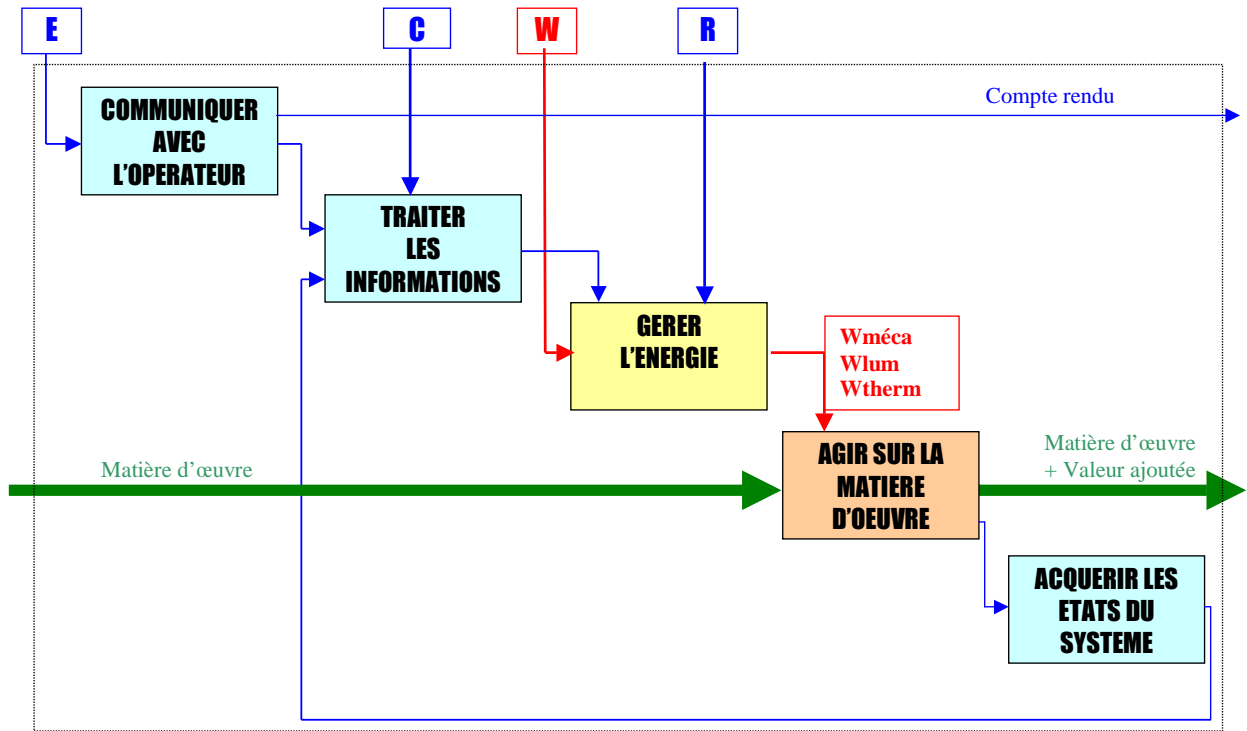 E
C
W
R
COMMUNIQUER
AVEC
L'OPERATEUR
Compte rendu
TRAITER
LES
INFORMATIONS
GERER
L'ENERGIE
Wméca
Wlum
Wtherm
Matière d'œuvre
AGIR SUR LA
MATIERE
D'OEUVRE
Matière d'œuvre
+ Valeur ajoutée
ACQUERIR LES
ETATS DU
SYSTEME